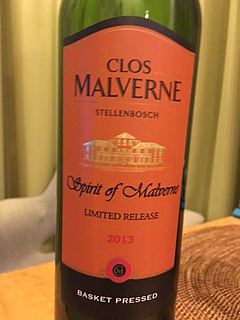 CLOS
MALVERNE
STELLENBOSCH
Spirit of Malverne
LIMITED RELEASE
2013
BASKET PRESSED